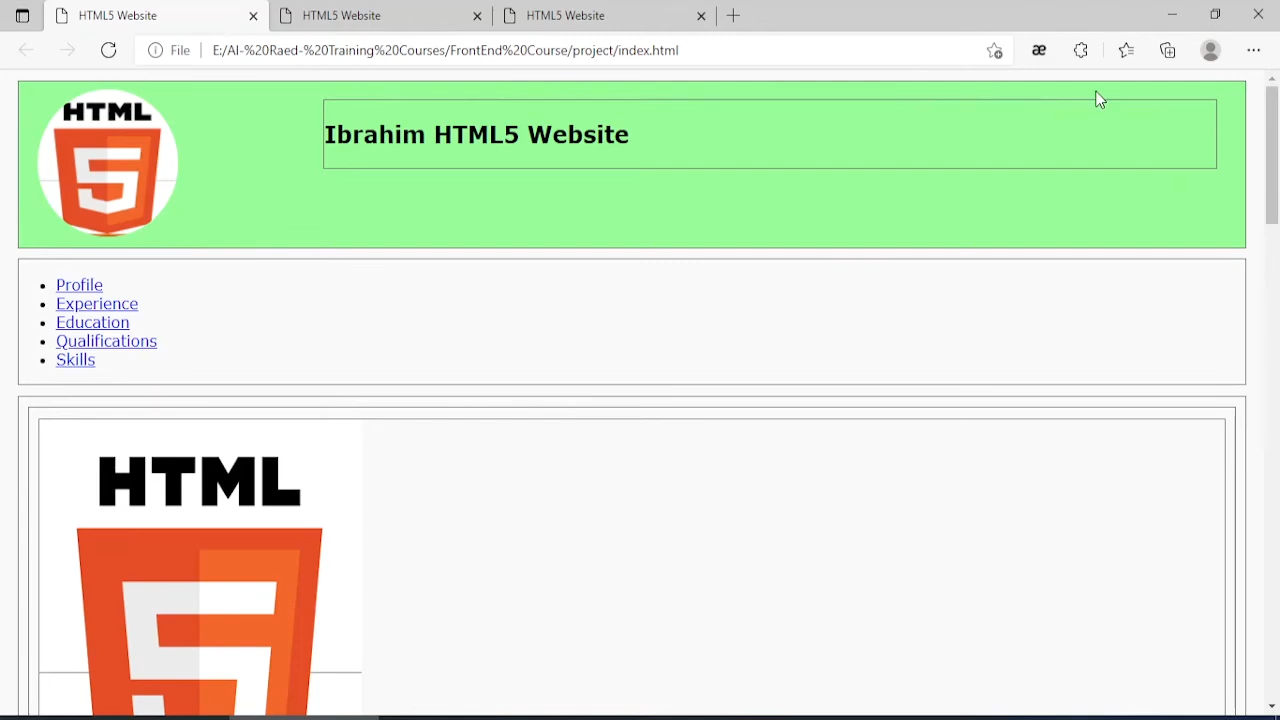 HTML5 Website
HTML5 Website
HTML5 Website
File
E:/AI-%20Raed-%20Training%20Courses/FrontEnd%20Course/project/index.html
æ
HTML
5
Ibrahim HTML5 Website
Profile
Experience
Education
Qualifications
Skills
HTML
5